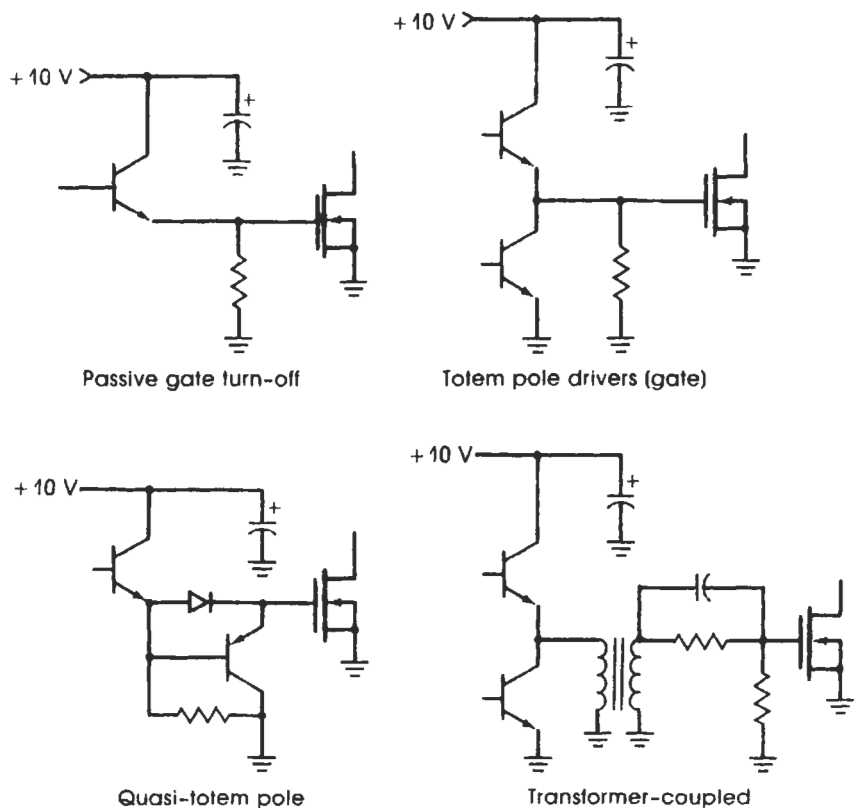 + 10 V
+
Passive gate turn-off
+ 10 V
+
Totem pole drivers (gate)
+ 10 V
+
Quasi-totem pole
+ 10 V
+
Transformer-coupled